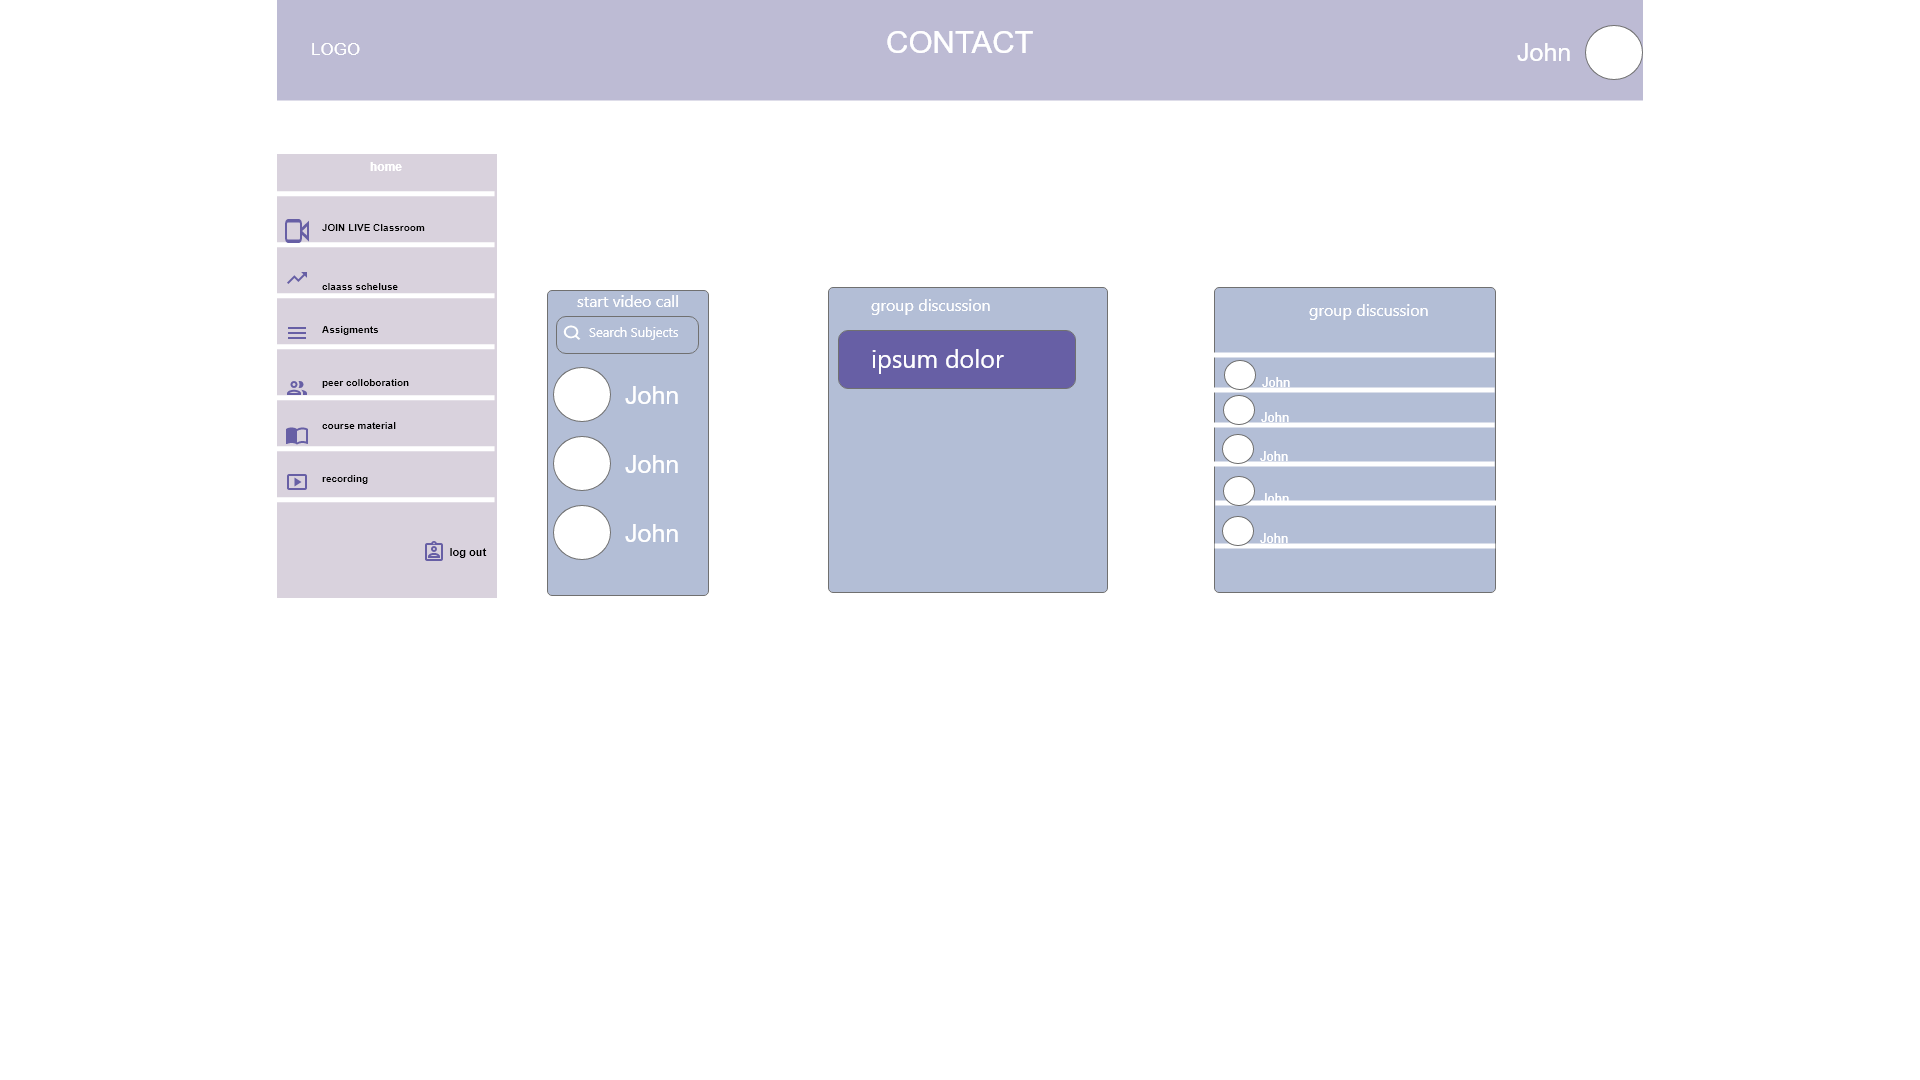 LOGO
CONTACT
John
home
JOIN LIVE Classroom
claass scheluse
Assigments
peer colloboration
course material
recording
log out
start video call
Search Subjects
John
John
John
group discussion
ipsum dolor
group discussion
John
John
John
John
John